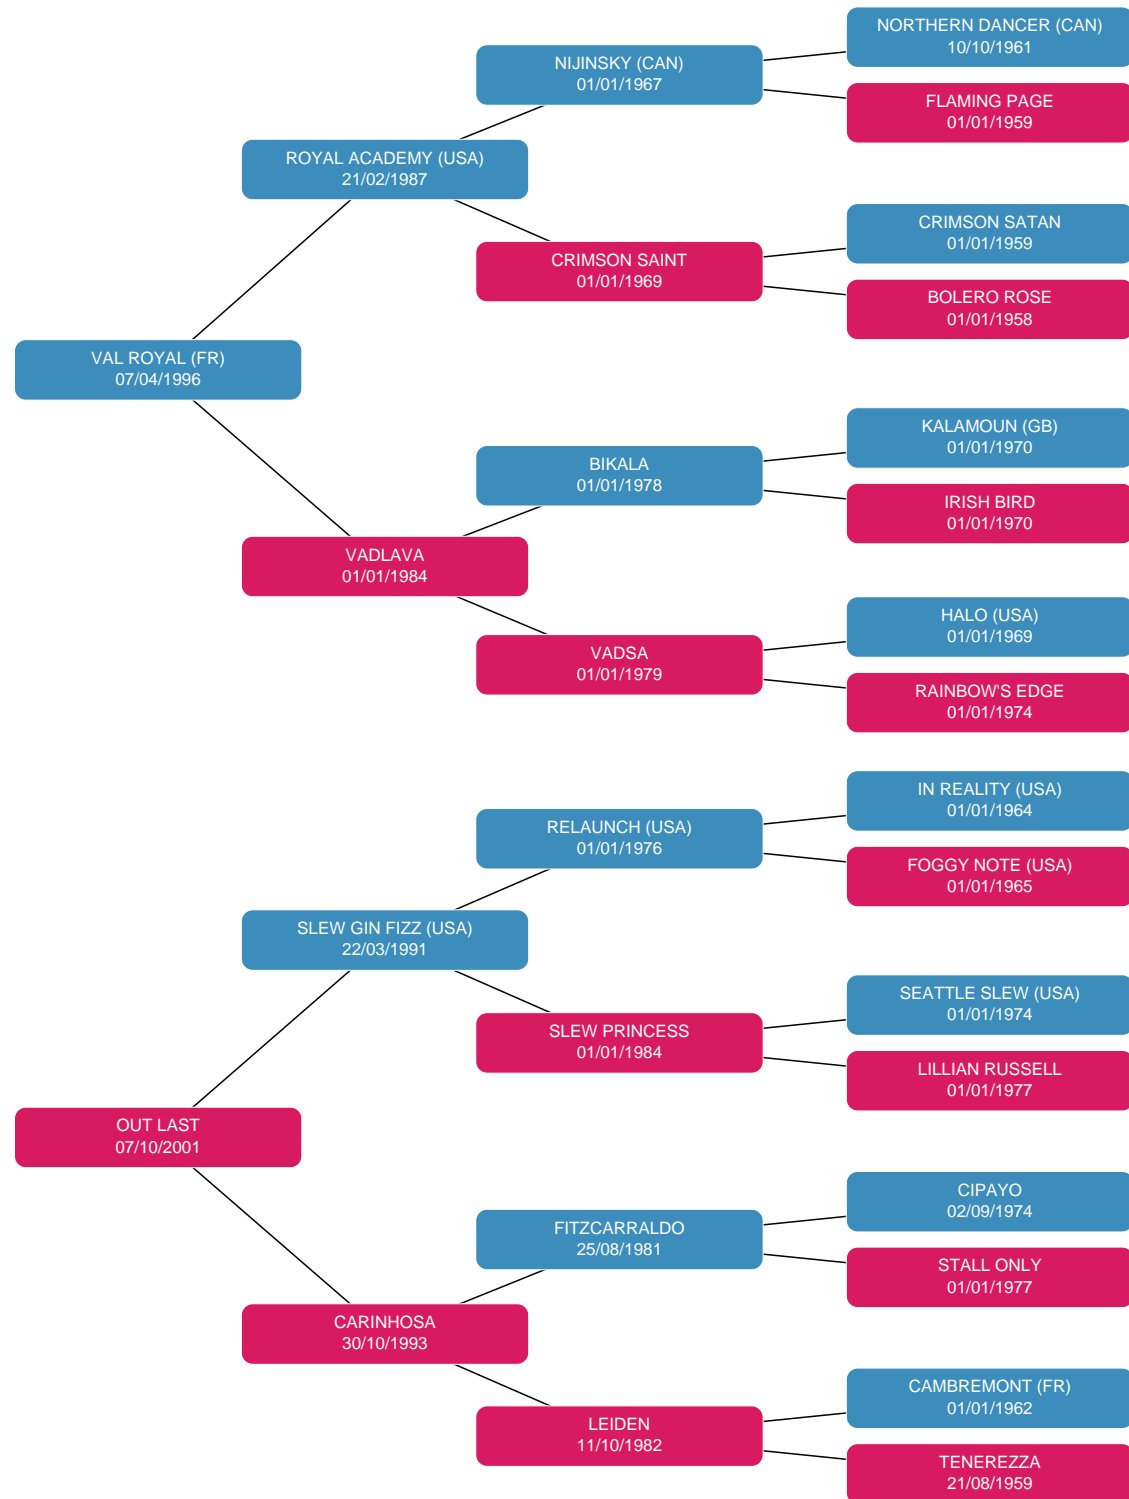 NORTHERN DANCER (CAN)
10/10/1961
NIJINSKY (CAN)
01/01/1967
FLAMING PAGE
01/01/1959
ROYAL ACADEMY (USA)
21/02/1987
CRIMSON SATAN
01/01/1959
CRIMSON SAINT
01/01/1969
BOLERO ROSE
01/01/1958
VAL ROYAL (FR)
07/04/1996
KALAMOUN (GB)
01/01/1970
BIKALA
01/01/1978
IRISH BIRD
01/01/1970
VADLAVA
01/01/1984
HALO (USA)
01/01/1969
VADSA
01/01/1979
RAINBOW'S EDGE
01/01/1974
IN REALITY (USA)
01/01/1964
RELAUNCH (USA)
01/01/1976
FOGGY NOTE (USA)
01/01/1965
SLEW GIN FIZZ (USA)
22/03/1991
SEATTLE SLEW (USA)
01/01/1974
SLEW PRINCESS
01/01/1984
LILLIAN RUSSELL
01/01/1977
OUT LAST
07/10/2001
CIPAYO
02/09/1974
FITZCARRALDO
25/08/1981
STALL ONLY
01/01/1977
CARINHOSA
30/10/1993
CAMBREMONT (FR)
01/01/1962
LEIDEN
11/10/1982
TENEREZZA
21/08/1959